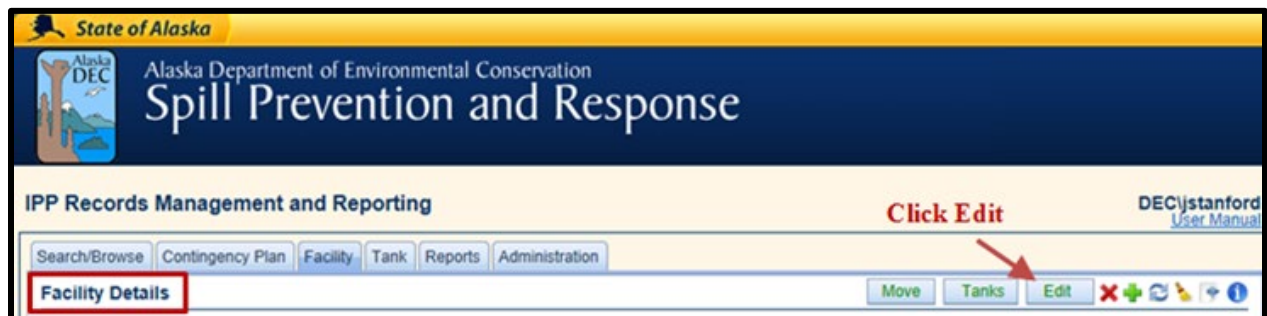 State of Alaska
Alaska
DEC
Alaska Department of Environmental Conservation
Spill Prevention and Response
IPP Records Management and Reporting
Click Edit
DEC\jstanford
User Manual
Search/Browse Contingency Plan Facility Tank Reports Administration
Facility Details
Move Tanks Edit